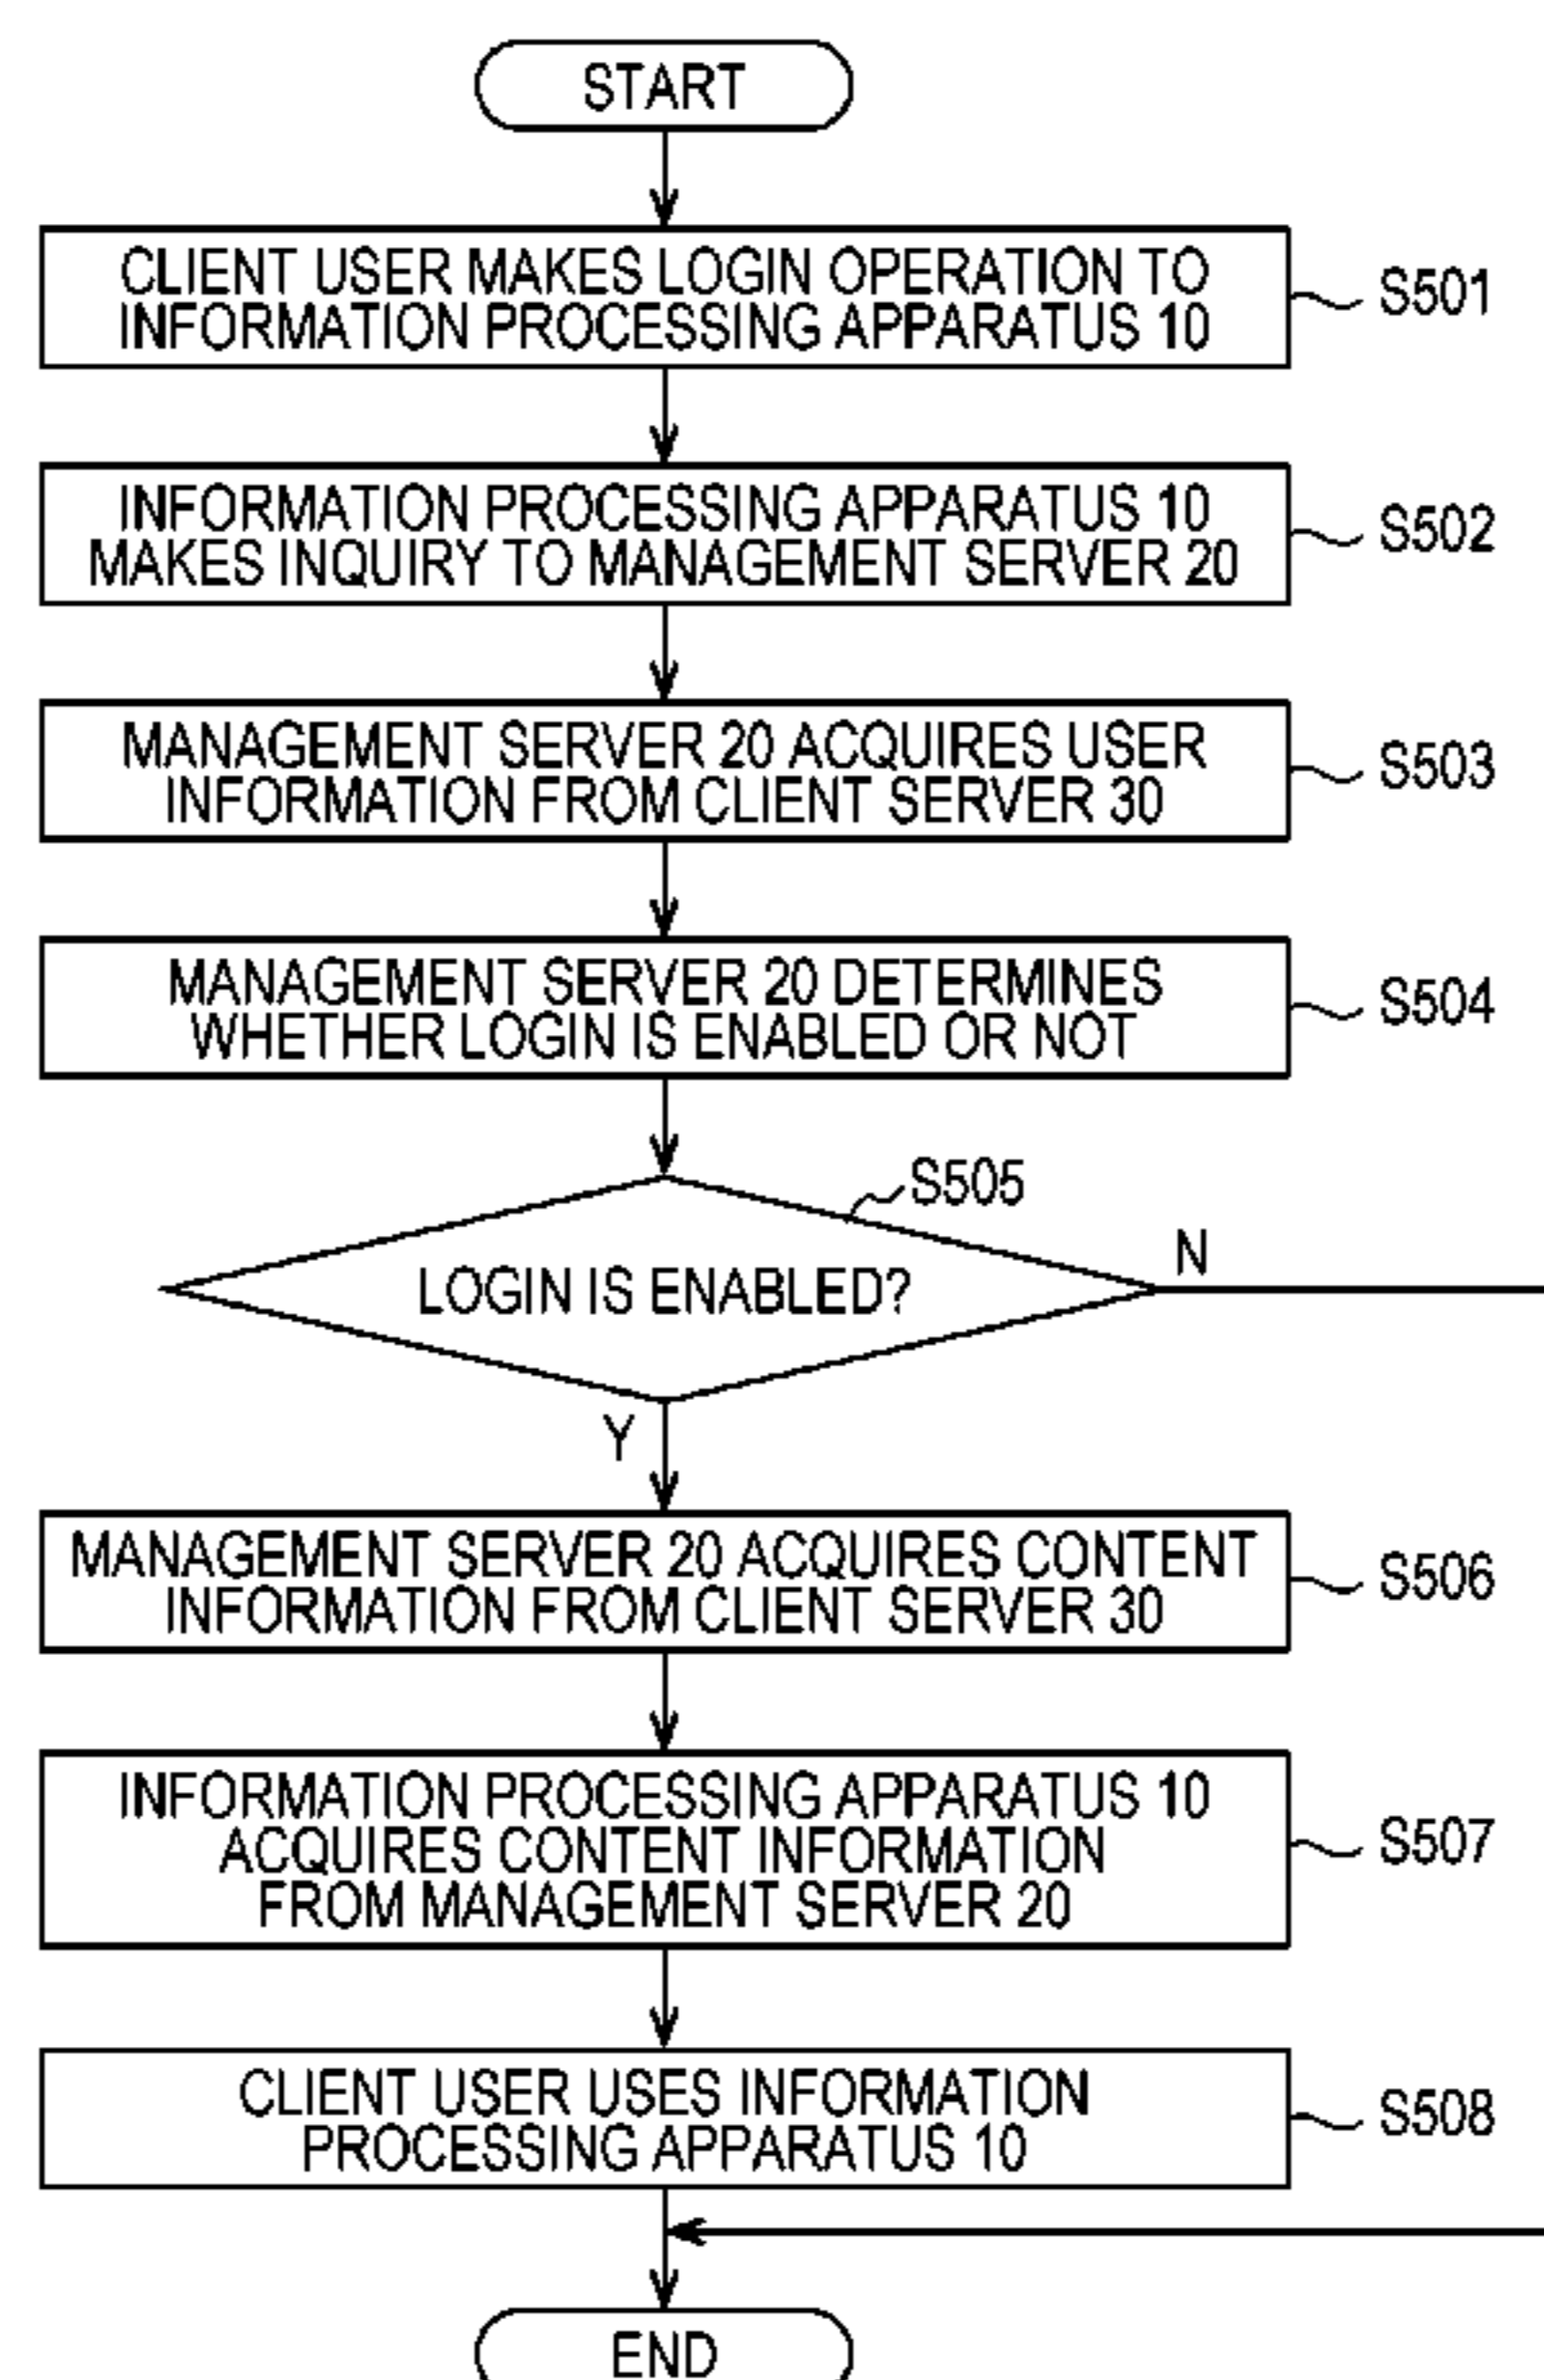 START
CLIENT USER MAKES LOGIN OPERATION TO
INFORMATION PROCESSING APPARATUS 10
S501
INFORMATION PROCESSING APPARATUS 10
MAKES INQUIRY TO MANAGEMENT SERVER 20
S502
MANAGEMENT SERVER 20 ACQUIRES USER
INFORMATION FROM CLIENT SERVER 30
S503
MANAGEMENT SERVER 20 DETERMINES
WHETHER LOGIN IS ENABLED OR NOT
S504
S505
LOGIN IS ENABLED?
N
Y
MANAGEMENT SERVER 20 ACQUIRES CONTENT
INFORMATION FROM CLIENT SERVER 30
S506
INFORMATION PROCESSING APPARATUS 10
ACQUIRES CONTENT INFORMATION
FROM MANAGEMENT SERVER 20
S507
CLIENT USER USES INFORMATION
PROCESSING APPARATUS 10
S508
END